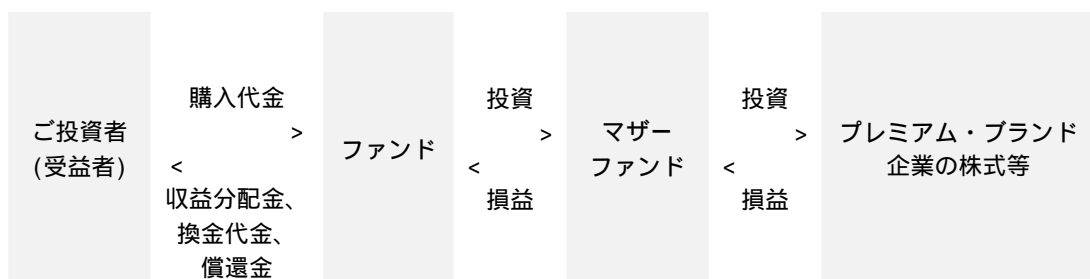 ご投資者
(受益者)
購入代金
>
<
収益分配金、
換金代金、
償還金
ファンド
投資
>
<
損益
マザー
ファンド
投資
>
<
損益
プレミアム・ブランド
企業の株式等